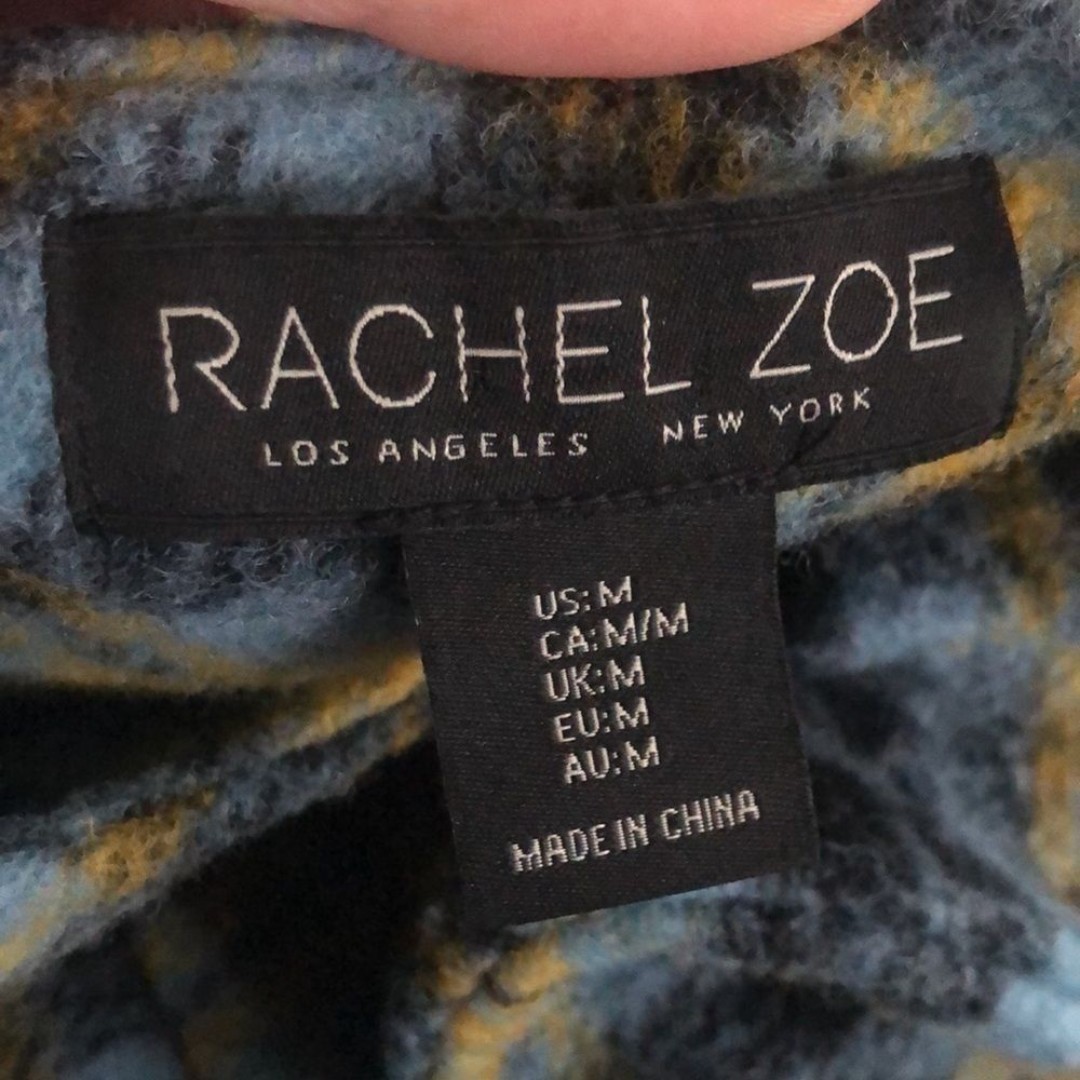 RACHEL ZOE
LOS ANGELES NEW YORK
US:M
CA:M/M
UK:M
EU:M
AU:M
MADE IN CHINA